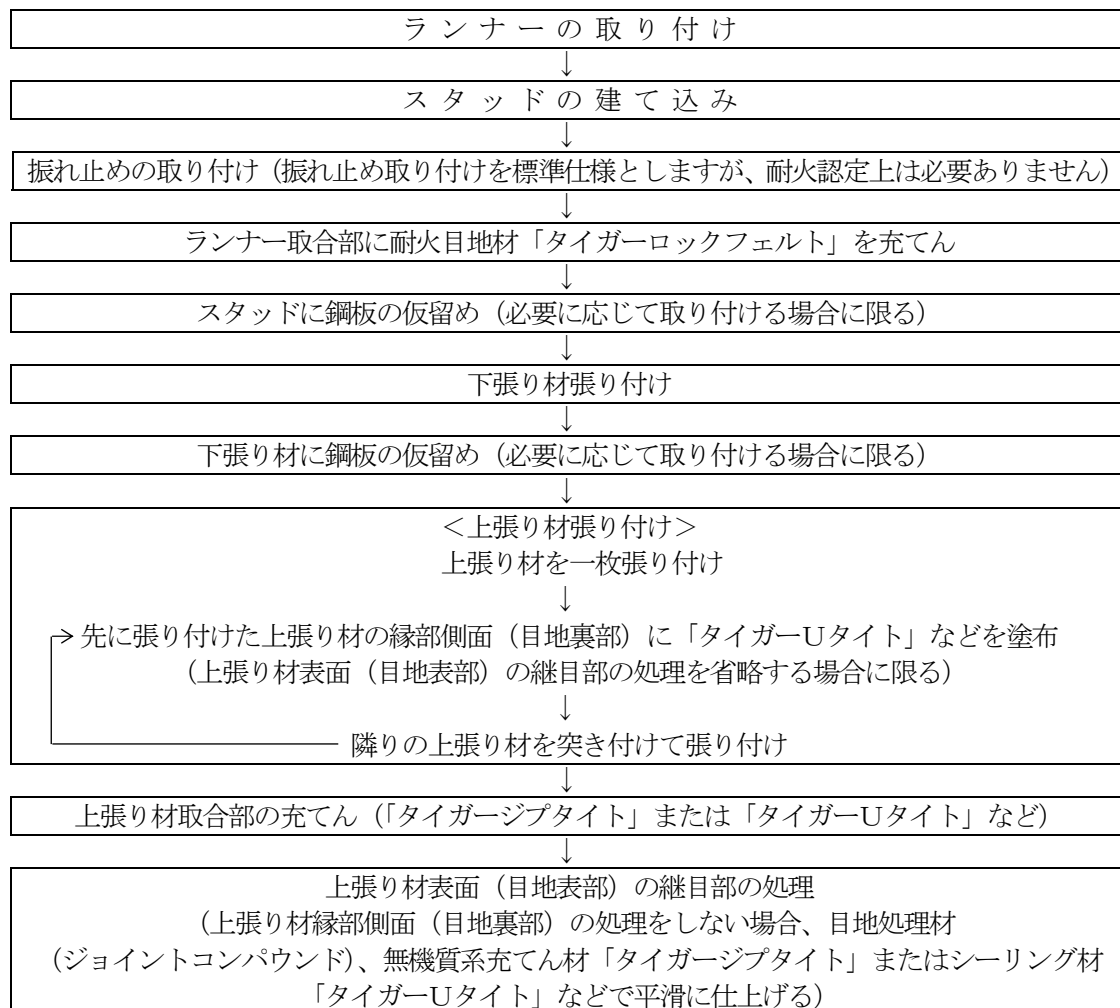 ランナーの取り付け
↓
スタッドの建て込み
↓
振れ止めの取り付け（振れ止め取り付けを標準仕様としますが、耐火認定上は必要ありません）
↓
ランナー取合部に耐火目地材「タイガーロックフェルト」を充てん
↓
スタッドに鋼板の仮留め（必要に応じて取り付ける場合に限る）
↓
下張り材張り付け
↓
下張り材に鋼板の仮留め（必要に応じて取り付ける場合に限る）
↓
＜上張り材張り付け＞
上張り材を一枚張り付け
↓
先に張り付けた上張り材の縁部側面（目地裏部）に「タイガーＵタイト」などを塗布
（上張り材表面（目地表部）の継目部の処理を省略する場合に限る）
↓
隣りの上張り材を突き付けて張り付け
↓
上張り材取合部の充てん（「タイガージプタイト」または「タイガーＵタイト」など）
↓
上張り材表面（目地表部）の継目部の処理
（上張り材縁部側面（目地裏部）の処理をしない場合、目地処理材
（ジョイントコンパウンド）、無機質系充てん材「タイガージプタイト」またはシーリング材
「タイガーＵタイト」などで平滑に仕上げる）